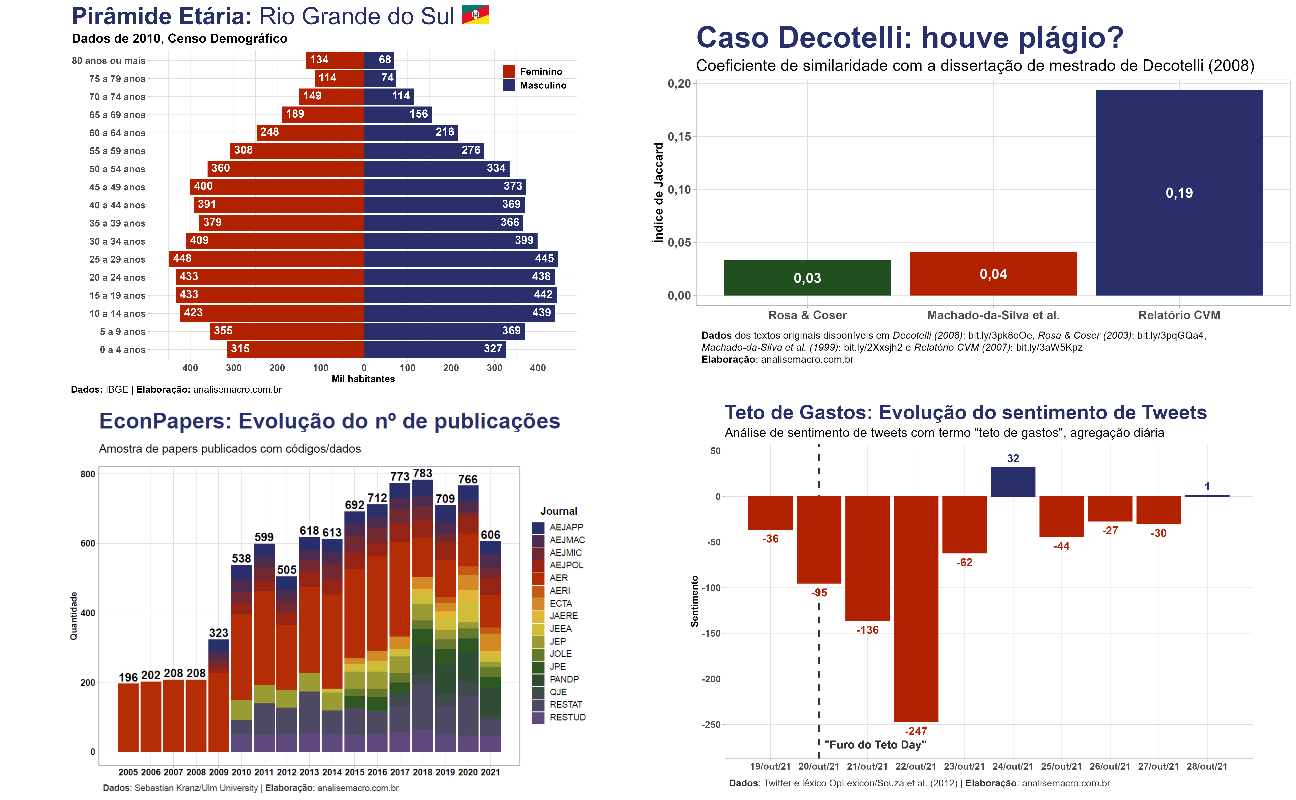 Pirâmide Etária: Rio Grande do Sul
Dados de 2010, Censo Demográfico
80 anos ou mais 134 68
75 a 79 anos 114 74
70 a 74 anos 149 114
65 a 69 anos 189 156
60 a 64 anos 248 216
55 a 59 anos 308 276
50 a 54 anos 360 334
45 a 49 anos 400 373
40 a 44 anos 391 369
35 a 39 anos 379 366
30 a 34 anos 409 399
25 a 29 anos 448 445
20 a 24 anos 433 438
15 a 19 anos 433 442
10 a 14 anos 423 439
5 a 9 anos 355 369
0 a 4 anos 315 327
Feminino
Masculino
400 300 200 100 0 100 200 300 400
Mil habitantes
Dados: IBGE | Elaboração: analisemacro.com.br
Caso Decotelli: houve plágio?
Coeficiente de similaridade com a dissertação de mestrado de Decotelli (2008)
Índice de Jaccard
0,20
0,15
0,10
0,05
0,00
0,03 0,04 0,19
Rosa & Coser Machado-da-Silva et al. Relatório CVM
Dados dos textos originais disponíveis em Decotelli (2008): bit.ly/3pk8oOe, Rosa & Coser (2003): bit.ly/3pqGQa4,
Machado-da-Silva et al. (1999): bit.ly/2Xxsjh2 e Relatório CVM (2007): bit.ly/3aW5Kpz
Elaboração: analisemacro.com.br
EconPapers: Evolução do nº de publicações
Amostra de papers publicados com códigos/dados
Quantidade
800
600
400
200
0
196 202 208 208 323 538 599 505 618 613 692 712 773 783 709 766 606
2005 2006 2007 2008 2009 2010 2011 2012 2013 2014 2015 2016 2017 2018 2019 2020 2021
Journal
AEJAPP
AEJMAC
AEJMIC
AEJPOL
AER
AERI
ECTA
JAERE
JEEA
JEP
JOLE
JPE
PANDP
QJE
RESTAT
RESTUD
Dados: Sebastian Kranz/Ulm University | Elaboração: analisemacro.com.br
Teto de Gastos: Evolução do sentimento de Tweets
Análise de sentimento de tweets com termo "teto de gastos", agregação diária
Sentimento
50
0
-50
-100
-150
-200
-250
-36 -95 -136 -247 -62 32 -44 -27 -30 1
"Furo do Teto Day"
19/out/21 20/out/21 21/out/21 22/out/21 23/out/21 24/out/21 25/out/21 26/out/21 27/out/21 28/out/21
Dados: Twitter e léxico OpLexicon/Souza et al. (2012) | Elaboração: analisemacro.com.br